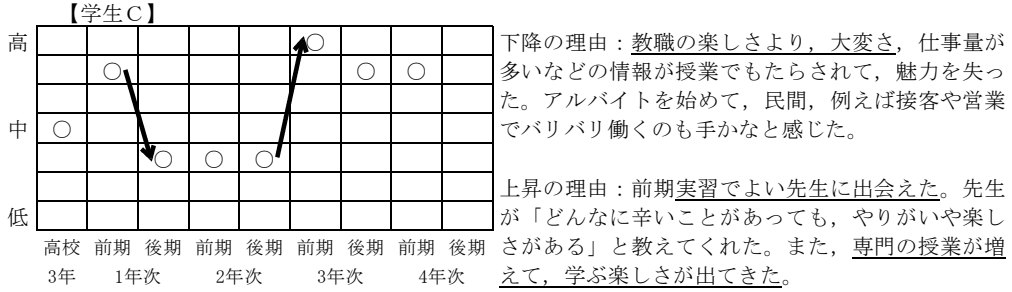 【学生C】
高
中
低
高校 前期 後期 前期 後期 前期 後期 前期 後期
3年 1年次 2年次 3年次 4年次
下降の理由:教職の楽しさより,大変さ,仕事量が
多いなどの情報が授業でもたらされて,魅力を失っ
た。アルバイトを始めて,民間,例えば接客や営業
でバリバリ働くのも手かなと感じた。
上昇の理由:前期実習でよい先生に出会えた。先生
が「どんなに辛いことがあっても,やりがいや楽し
さがある」と教えてくれた。また,専門の授業が増
えて,学ぶ楽しさが出てきた。